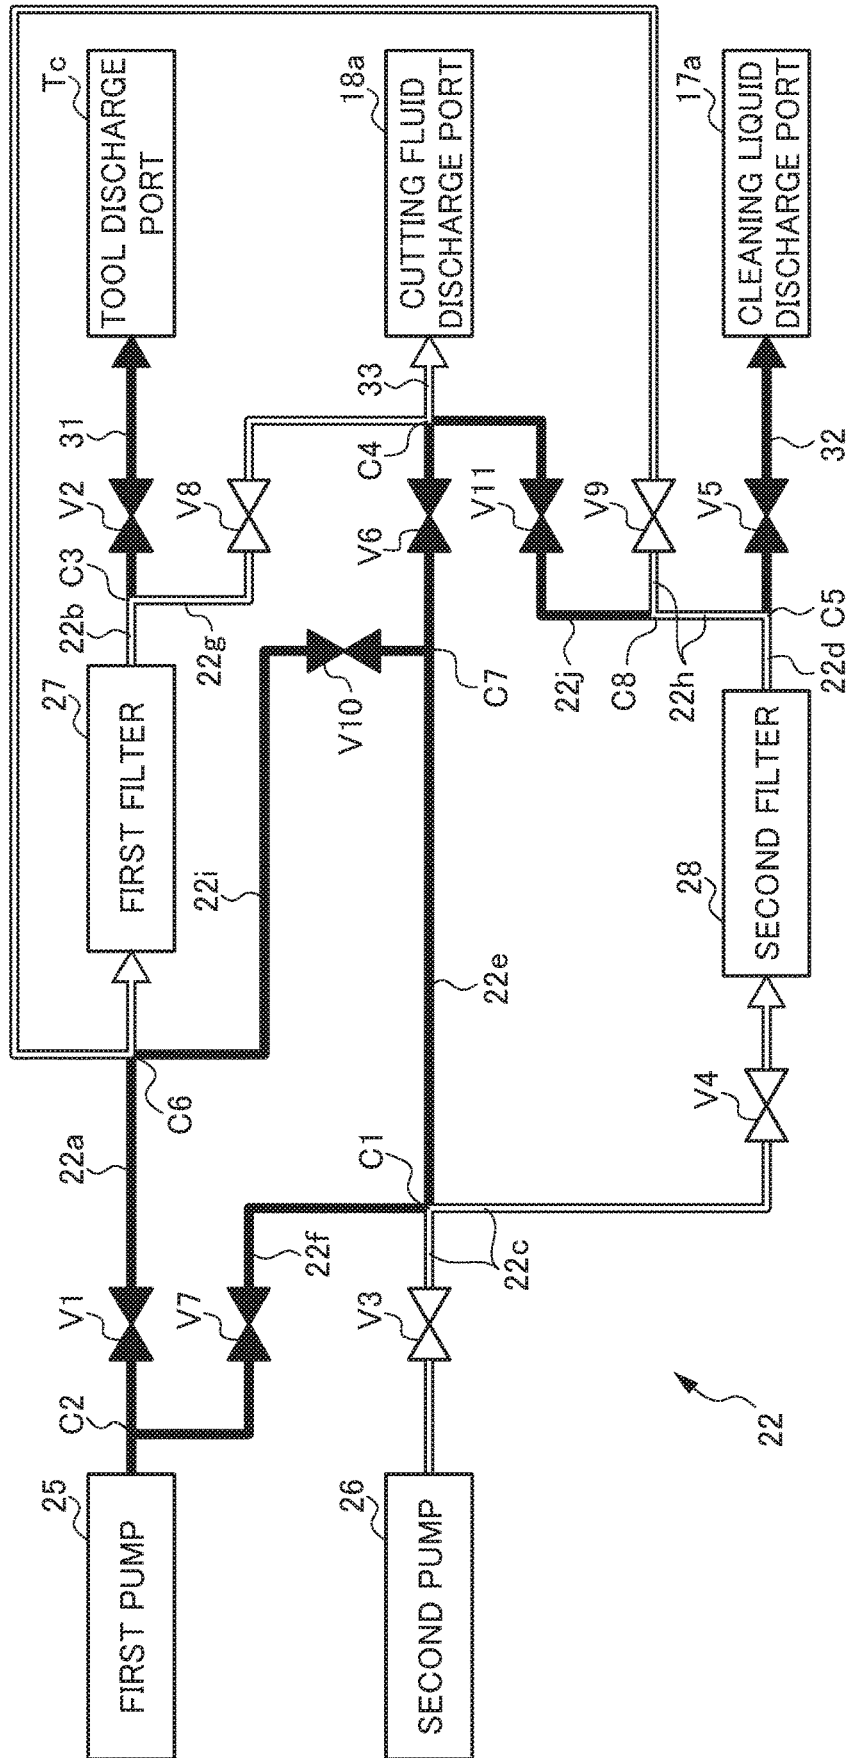 Tc
TOOL DISCHARGE
PORT
18a
CUTTING FLUID
DISCHARGE PORT
17a
CLEANING LIQUID
DISCHARGE PORT
31
33
32
V2
V8
C4
V6
V11
V9
V5
C3
22b
22g
27
FIRST FILTER
V10
C7
22j
C8
22h
C5
22d
22i
22e
28
SECOND FILTER
C6
22a
C1
V4
22f
22c
V1
V7
V3
C2
22
25
FIRST PUMP
26
SECOND PUMP